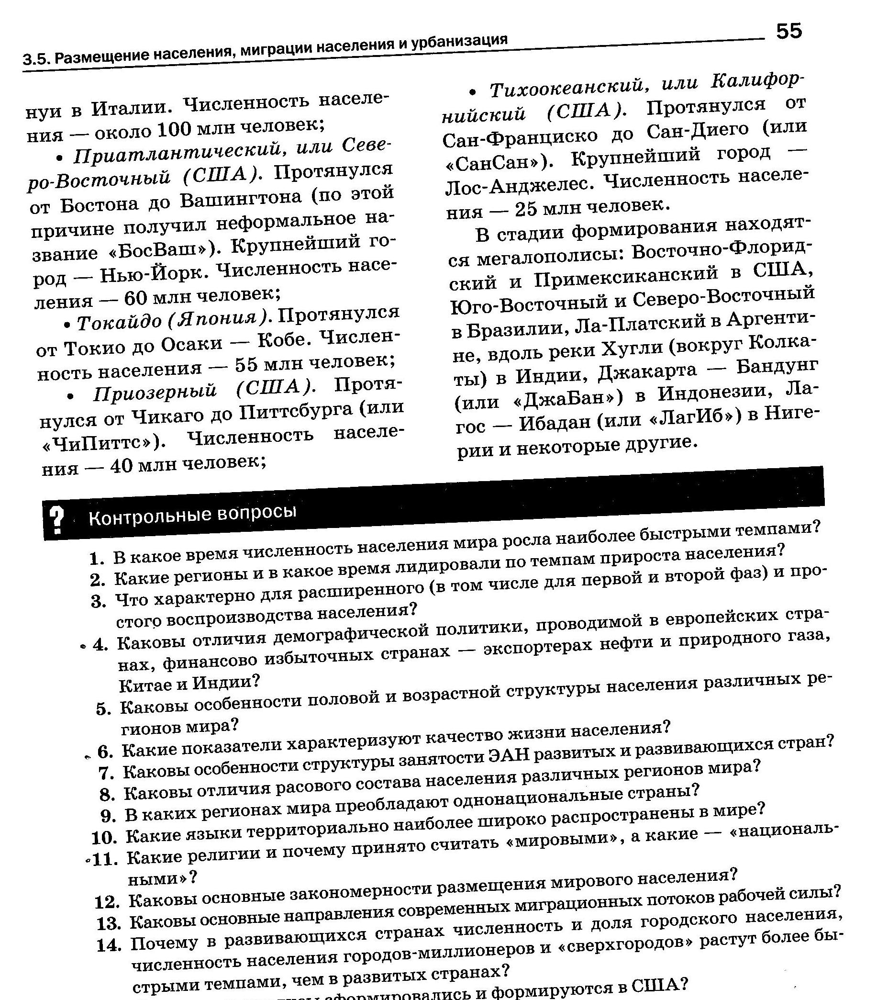 3.5. Размещение населения, миграции населения и урбанизация
55
нуи в Италии. Численность населе-
ния — около 100 млн человек;
• Приатлантический, или Севе-
ро-Восточный (США). Протянулся
от Бостона до Вашингтона (по этой
причине получил неформальное на-
звание «БосВаш»). Крупнейший го-
род — Нью-Йорк. Численность насе-
ления — 60 млн человек;
• Токайдо (Япония). Протянулся
от Токио до Осаки — Кобе. Числен-
ность населения — 55 млн человек;
• Приозерный (США). Протя-
нулся от Чикаго до Питтсбурга (или
«ЧиПиттс»). Численность населе-
ния — 40 млн человек;
• Тихоокеанский, или Калифор-
нийский (США). Протянулся от
Сан-Франциско до Сан-Диего (или
«СанСан»). Крупнейший город —
Лос-Анджелес. Численность населе-
ния — 25 млн человек.
В стадии формирования находят-
ся мегалополисы: Восточно-Флорид-
ский и Примексиканский в США,
Юго-Восточный и Северо-Восточный
в Бразилии, Ла-Платский в Аргенти-
не, вдоль реки Хугли (вокруг Колка-
ты) в Индии, Джакарта — Бандунг
(или «ДжаБан») в Индонезии, Ла-
гос — Ибадан (или «ЛагИб») в Ниге-
рии и некоторые другие.
? Контрольные вопросы
1. В какое время численность населения мира росла наиболее быстрыми темпами?
2. Какие регионы и в какое время лидировали по темпам прироста населения?
3. Что характерно для расширенного (в том числе для первой и второй фаз) и про-
стого воспроизводства населения?
4. Каковы отличия демографической политики, проводимой в европейских стра-
нах, финансово избыточных странах — экспортерах нефти и природного газа,
Китае и Индии?
5. Каковы особенности половой и возрастной структуры населения различных ре-
гионов мира?
6. Какие показатели характеризуют качество жизни населения?
7. Каковы особенности структуры занятости ЭАН развитых и развивающихся стран?
8. Каковы отличия расового состава населения различных регионов мира?
9. В каких регионах мира преобладают однонациональные страны?
10. Какие языки территориально наиболее широко распространены в мире?
11. Какие религии и почему принято считать «мировыми», а какие — «националь-
ными»?
12. Каковы основные закономерности размещения мирового населения?
13. Каковы основные направления современных миграционных потоков рабочей силы?
14. Почему в развивающихся странах численность и доля городского населения,
численность населения городов-миллионеров и «сверхгородов» растут более бы-
стрыми темпами, чем в развитых странах?
сформировались и формируются в США?